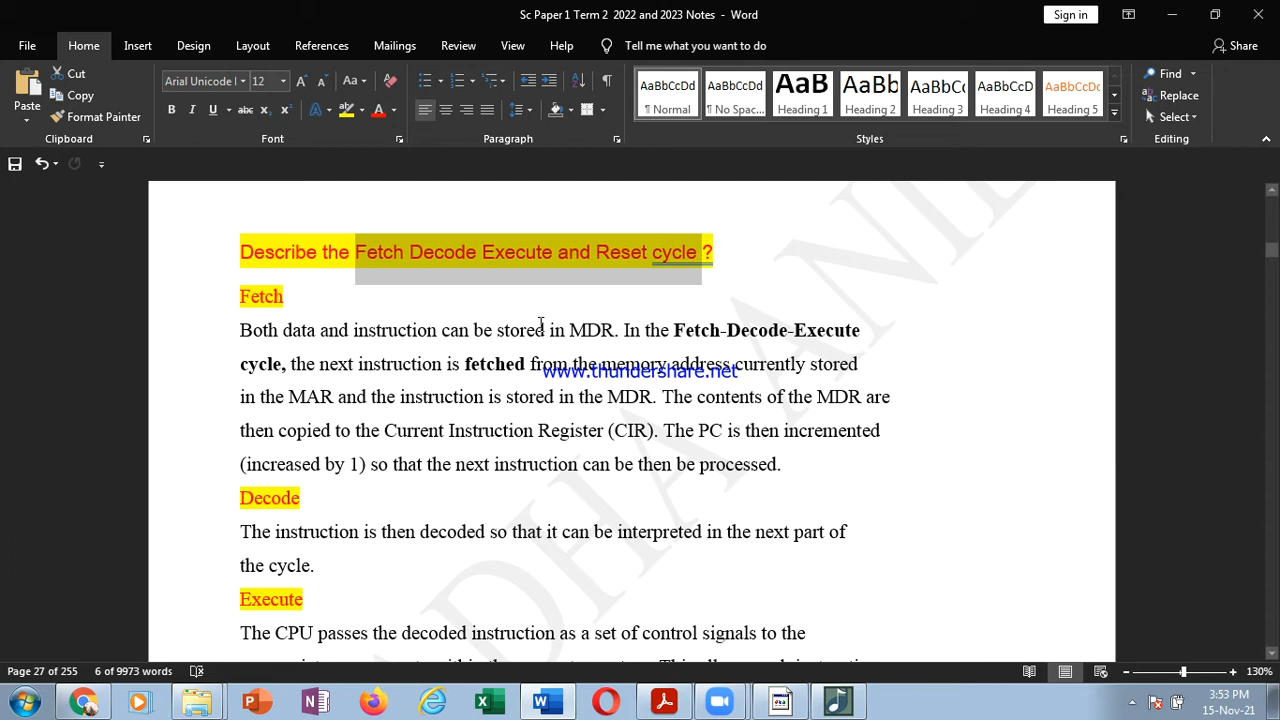 Sc Paper 1 Term 2 2022 and 2023 Notes - Word
Sign in
File Home Insert Design Layout References Mailings Review View Help Tell me what you want to do Share
Paste
Cut
Copy
Format Painter
Clipboard
Arial Unicode I 12
Aa
B I U abc x₂ x² A A
Font
Paragraph
AaBbCcDd
¶ Normal
AaBbCcDd
¶ No Spac...
AaB
Heading 1
AaBb
Heading 2
AaBbCc
Heading 3
AaBbCcD
Heading 4
AaBbCcD
Heading 5
Styles
Find
Replace
Select
Editing
Describe the Fetch Decode Execute and Reset cycle ?
Fetch
Both data and instruction can be stored in MDR. In the Fetch-Decode-Execute
cycle, the next instruction is fetched from the memory address currently stored
www.thundershare.net
in the MAR and the instruction is stored in the MDR. The contents of the MDR are
then copied to the Current Instruction Register (CIR). The PC is then incremented
(increased by 1) so that the next instruction can be then be processed.
Decode
The instruction is then decoded so that it can be interpreted in the next part of
the cycle.
Execute
The CPU passes the decoded instruction as a set of control signals to the
Page 27 of 255 6 of 9973 words 130%
3:53 PM
15-Nov-21